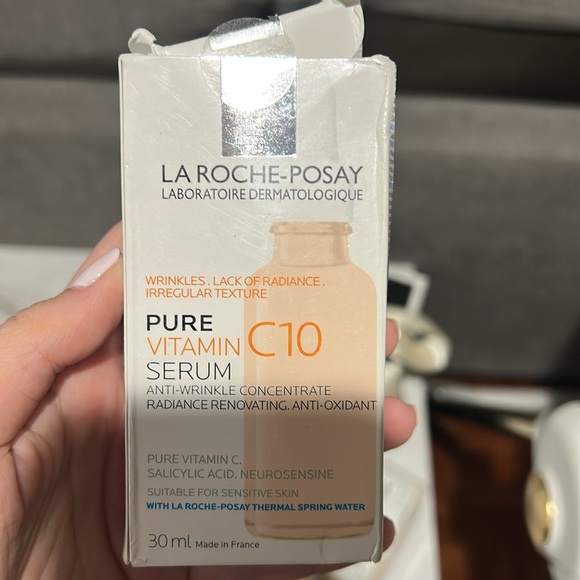 LA ROCHE-POSAY
LABORATOIRE DERMATOLOGIQUE
WRINKLES. LACK OF RADIANCE.
IRREGULAR TEXTURE
PURE
VITAMIN C10
SERUM
ANTI-WRINKLE CONCENTRATE
RADIANCE RENOVATING. ANTI-OXIDANT
PURE VITAMIN C.
SALICYLIC ACID. NEUROSENSINE
SUITABLE FOR SENSITIVE SKIN
WITH LA ROCHE-POSAY THERMAL SPRING WATER
30 ml Made in France